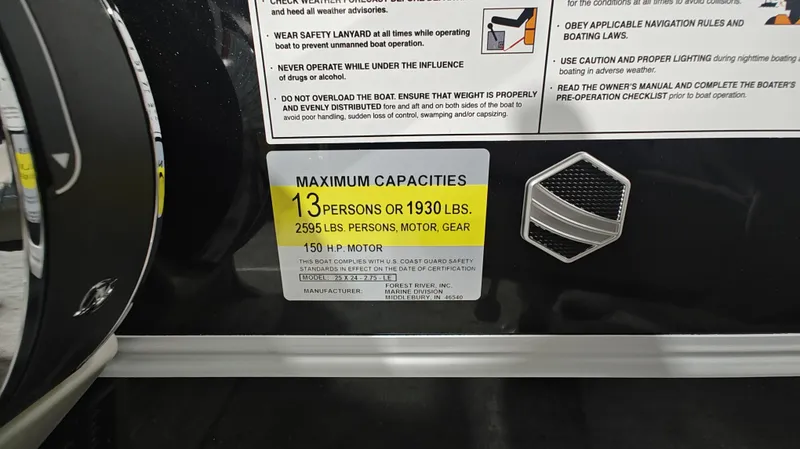 · CHECK WEATHER FORECAST BEFORE
and heed all weather advisories.
· WEAR SAFETY LANYARD at all times while operating
boat to prevent unmanned boat operation.
· NEVER OPERATE WHILE UNDER THE INFLUENCE
of drugs or alcohol.
· DO NOT OVERLOAD THE BOAT. ENSURE THAT WEIGHT IS PROPERLY
AND EVENLY DISTRIBUTED fore and aft and on both sides of the boat to
avoid poor handling, sudden loss of control, swamping and/or capsizing.
for the conditions at all times to avoid collisions.
· OBEY APPLICABLE NAVIGATION RULES AND
BOATING LAWS.
· USE CAUTION AND PROPER LIGHTING during nighttime boating
boating in adverse weather.
· READ THE OWNER'S MANUAL AND COMPLETE THE BOATER'S
PRE-OPERATION CHECKLIST prior to boat operation.
MAXIMUM CAPACITIES
13 PERSONS OR 1930 LBS.
2595 LBS. PERSONS, MOTOR, GEAR
150 H.P. MOTOR
THIS BOAT COMPLIES WITH U.S. COAST GUARD SAFETY
STANDARDS IN EFFECT ON THE DATE OF CERTIFICATION
MODEL: 25 X 24 - 2.75 - LE
MANUFACTURER: FOREST RIVER, INC.
MARINE DIVISION
MIDDLEBURY, IN 46540